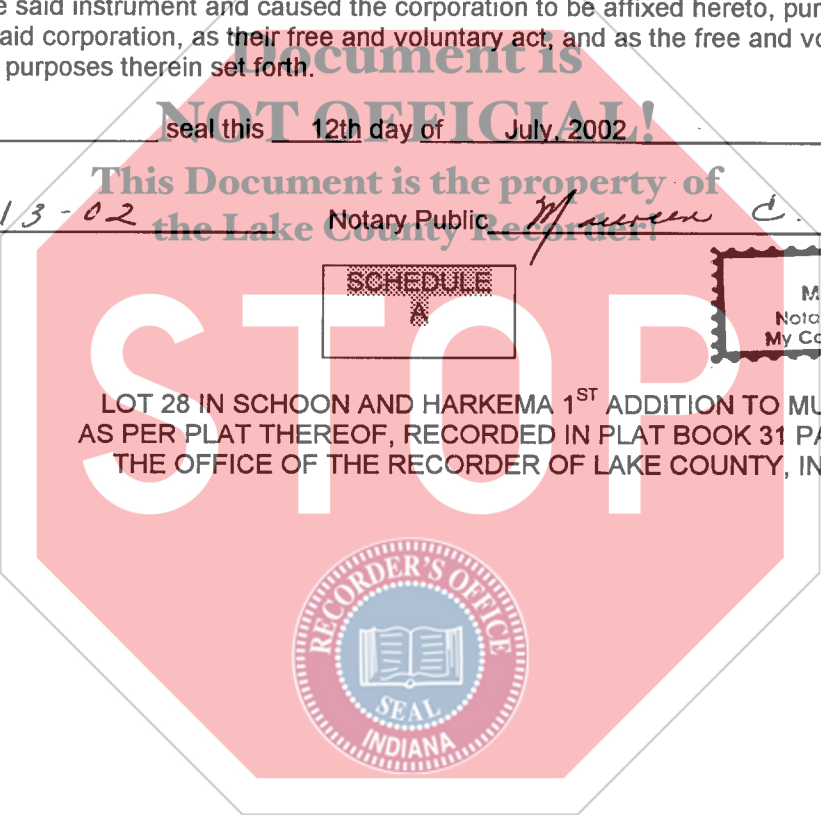 said instrument and caused the corporation to be affixed hereto, pur
aid corporation, as their free and voluntary act, and as the free and vo
purposes therein set forth.
Document is
NOT OFFICIAL!
seal this 12th day of July, 2002
This Document is the property of
the Lake County Recorder!
13-02 Notary Public Maureen C.
SCHEDULE
A
M
Nota
My Co
LOT 28 IN SCHOON AND HARKEMA 1ST ADDITION TO MU
AS PER PLAT THEREOF, RECORDED IN PLAT BOOK 31 PA
THE OFFICE OF THE RECORDER OF LAKE COUNTY, IN
STOP
RECORDER'S OFFICE
SEAL
INDIANA